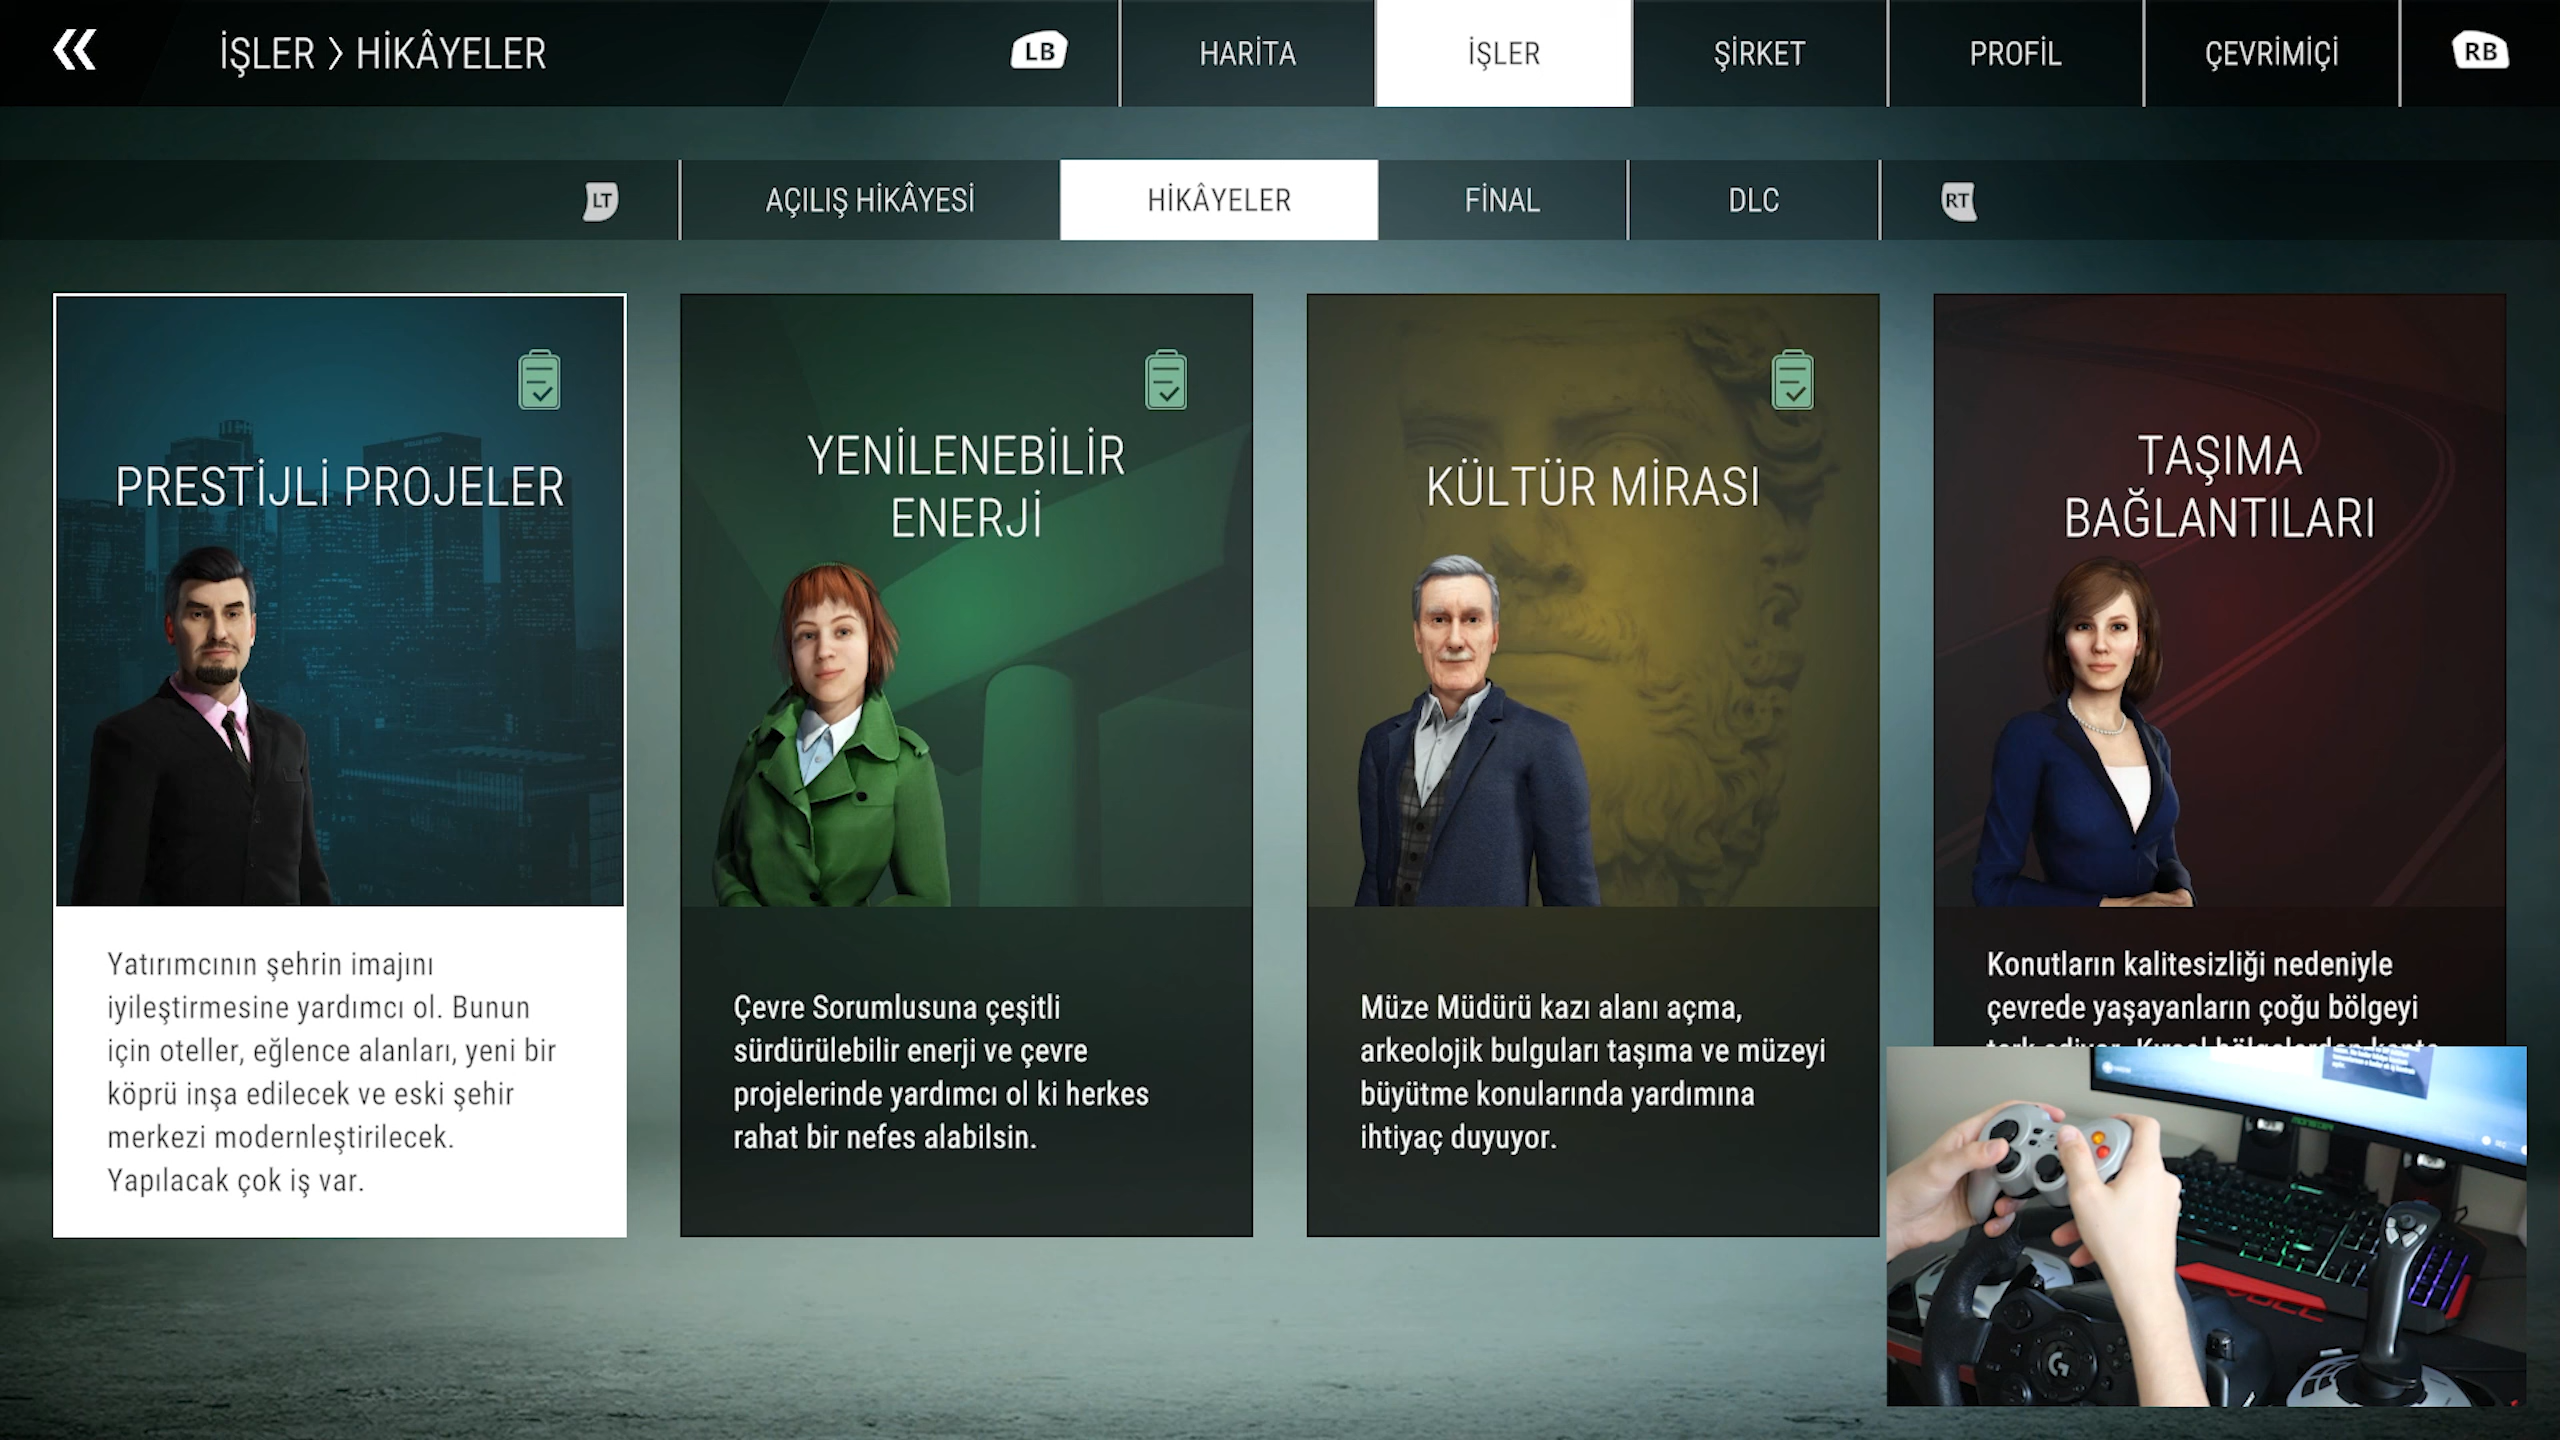 İŞLER > HİKÂYELER
LB
HARİTA
İŞLER
ŞİRKET
PROFİL
ÇEVRİMİÇİ
RB
LT
AÇILIŞ HİKÂYESİ
HİKÂYELER
FİNAL
DLC
RT
PRESTİJLİ PROJELER
Yatırımcının şehrin imajını
iyileştirmesine yardımcı ol. Bunun
için oteller, eğlence alanları, yeni bir
köprü inşa edilecek ve eski şehir
merkezi modernleştirilecek.
Yapılacak çok iş var.
YENİLENEBİLİR
ENERJİ
Çevre Sorumlusuna çeşitli
sürdürülebilir enerji ve çevre
projelerinde yardımcı ol ki herkes
rahat bir nefes alabilsin.
KÜLTÜR MİRASI
Müze Müdürü kazı alanı açma,
arkeolojik bulguları taşıma ve müzeyi
büyütme konularında yardımına
ihtiyaç duyuyor.
TAŞIMA
BAĞLANTILARI
Konutların kalitesizliği nedeniyle
çevrede yaşayanların çoğu bölgeyi